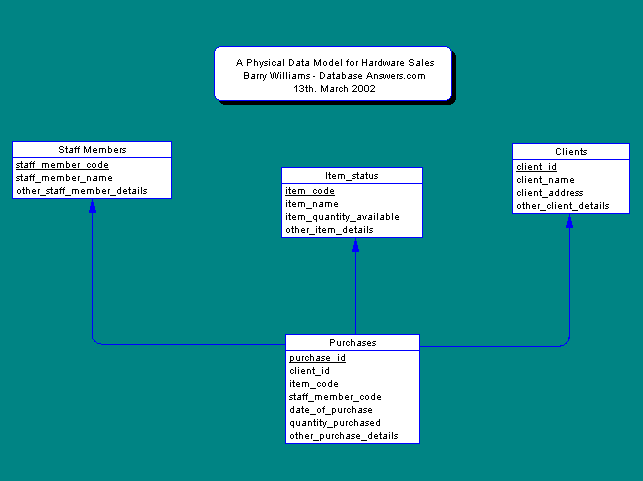 A Physical Data Model for Hardware Sales
Barry Williams - Database Answers.com
13th. March 2002
Staff Members
staff_member_code
staff_member_name
other_staff_member_details
Item_status
item_code
item_name
item_quantity_available
other_item_details
Clients
client_id
client_name
client_address
other_client_details
Purchases
purchase_id
client_id
item_code
staff_member_code
date_of_purchase
quantity_purchased
other_purchase_details